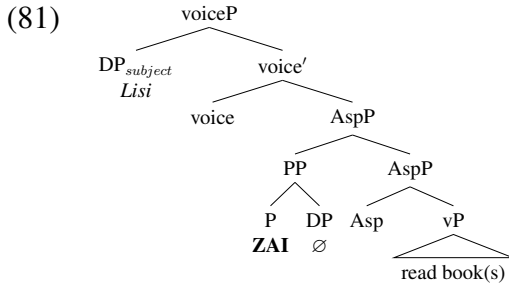 (81) voiceP
DP_subject voice′
Lisi
voice AspP
PP AspP
P DP Asp vP
ZAI ∅
read book(s)